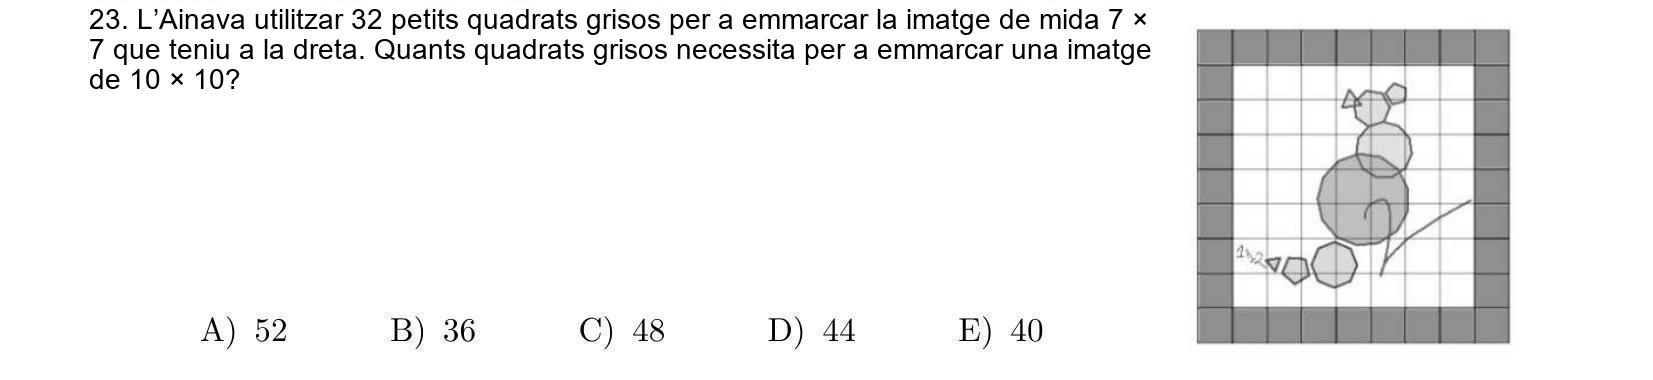 23. L’Ainava utilitzar 32 petits quadrats grisos per a emmarcar la imatge de mida 7 ×
7 que teniu a la dreta. Quants quadrats grisos necessita per a emmarcar una imatge
de 10 × 10?
A) 52 B) 36 C) 48 D) 44 E) 40